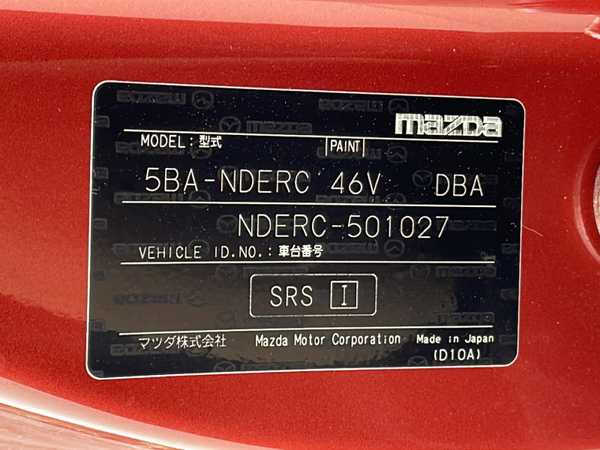 mazda
MODEL:型式 PAINT
5BA-NDERC 46V DBA
NDERC-501027
VEHICLE ID.NO.:車台番号
SRS I
マツダ株式会社 Mazda Motor Corporation Made in Japan
(D10A)